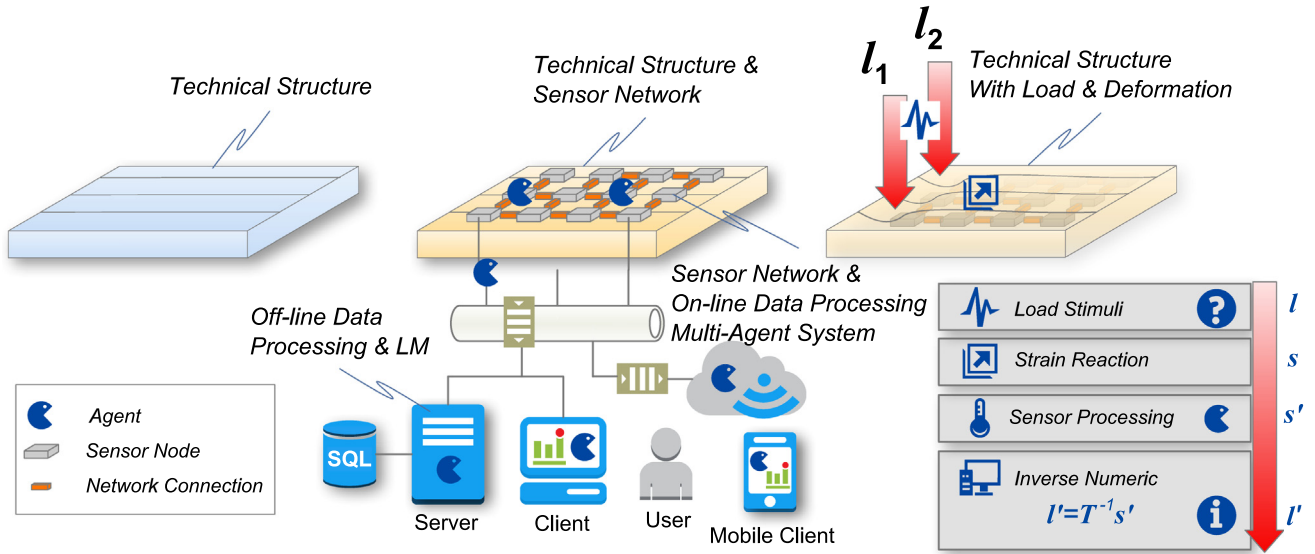 Technical Structure
Technical Structure &
Sensor Network
l1
l2
Technical Structure
With Load & Deformation
Sensor Network &
On-line Data Processing
Multi-Agent System
Off-line Data
Processing & LM
Agent
Sensor Node
Network Connection
SQL
Server
Client
User
Mobile Client
Load Stimuli
?
l
Strain Reaction
s
Sensor Processing
s'
Inverse Numeric
l'=T⁻¹s'
i
l'